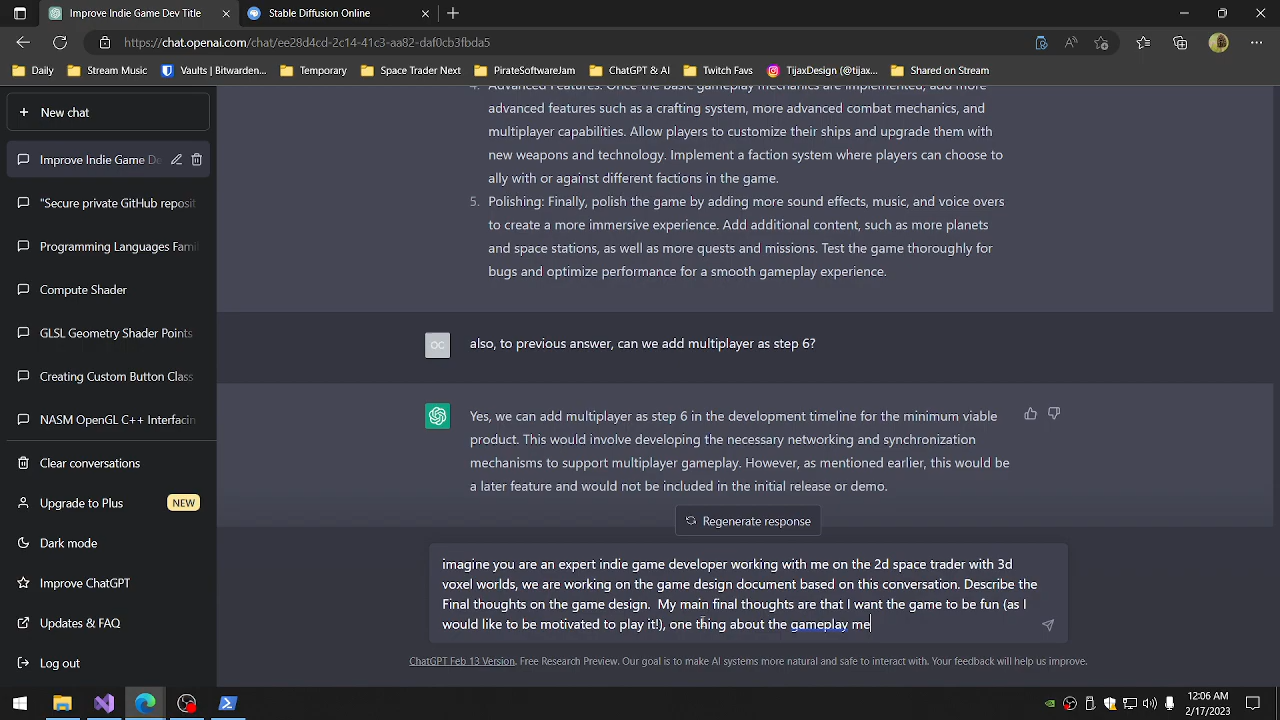 Improve Indie Game Dev Title
Stable Diffusion Online
https://chat.openai.com/chat/ee28d4cd-2c14-41c3-aa82-daf0cb3fbda5
Daily
Stream Music
Vaults | Bitwarden...
Temporary
Space Trader Next
PirateSoftwareJam
ChatGPT & AI
Twitch Favs
TijaxDesign (@tijax...
Shared on Stream
New chat
Improve Indie Game De
"Secure private GitHub reposit
Programming Languages Famil
Compute Shader
GLSL Geometry Shader Points
Creating Custom Button Class
NASM OpenGL C++ Interfacin
Clear conversations
Upgrade to Plus
NEW
Dark mode
Improve ChatGPT
Updates & FAQ
Log out
4. Advanced Features: Once the basic gameplay mechanics are implemented, add more
advanced features such as a crafting system, more advanced combat mechanics, and
multiplayer capabilities. Allow players to customize their ships and upgrade them with
new weapons and technology. Implement a faction system where players can choose to
ally with or against different factions in the game.
5. Polishing: Finally, polish the game by adding more sound effects, music, and voice overs
to create a more immersive experience. Add additional content, such as more planets
and space stations, as well as more quests and missions. Test the game thoroughly for
bugs and optimize performance for a smooth gameplay experience.
OC
also, to previous answer, can we add multiplayer as step 6?
Yes, we can add multiplayer as step 6 in the development timeline for the minimum viable
product. This would involve developing the necessary networking and synchronization
mechanisms to support multiplayer gameplay. However, as mentioned earlier, this would be
a later feature and would not be included in the initial release or demo.
Regenerate response
imagine you are an expert indie game developer working with me on the 2d space trader with 3d
voxel worlds, we are working on the game design document based on this conversation. Describe the
Final thoughts on the game design.  My main final thoughts are that I want the game to be fun (as I
would like to be motivated to play it!), one thing about the gameplay me
ChatGPT Feb 13 Version. Free Research Preview. Our goal is to make AI systems more natural and safe to interact with. Your feedback will help us improve.
12:06 AM
2/17/2023